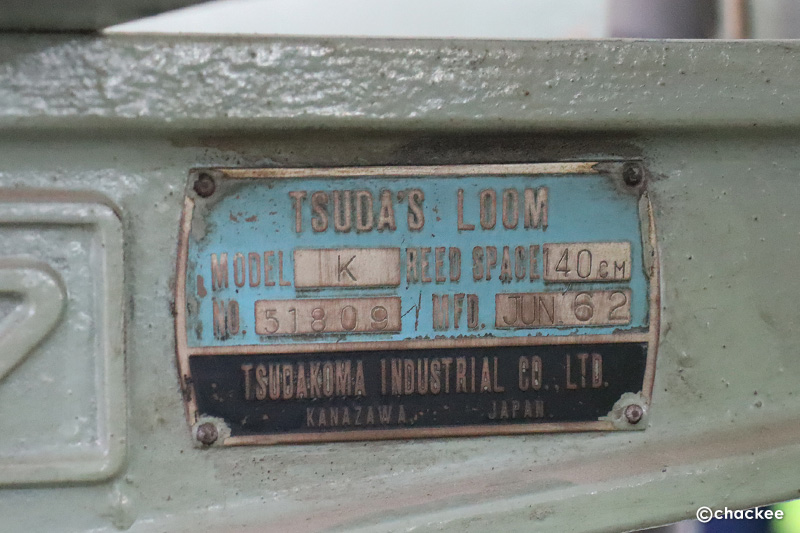 TSUDA'S LOOM
MODEL K REED SPACE 140 CM
NO. 51809 MFD. JUN '62
TSUDAKOMA INDUSTRIAL CO., LTD.
KANAZAWA, JAPAN
©chackee